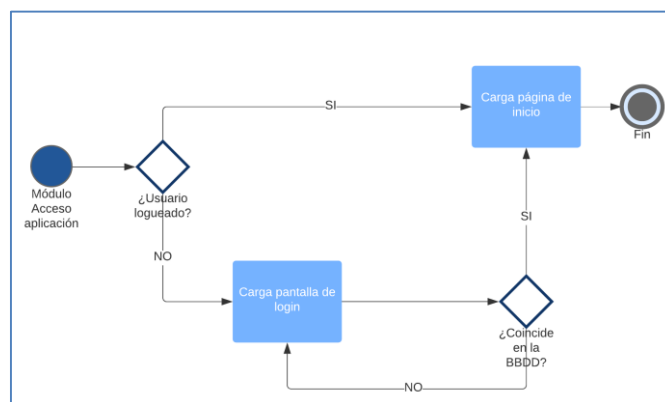 SI
Carga página de
inicio
Fin
Módulo
Acceso
aplicación
¿Usuario
logueado?
SI
NO
Carga pantalla de
login
¿Coincide
en la
BBDD?
NO